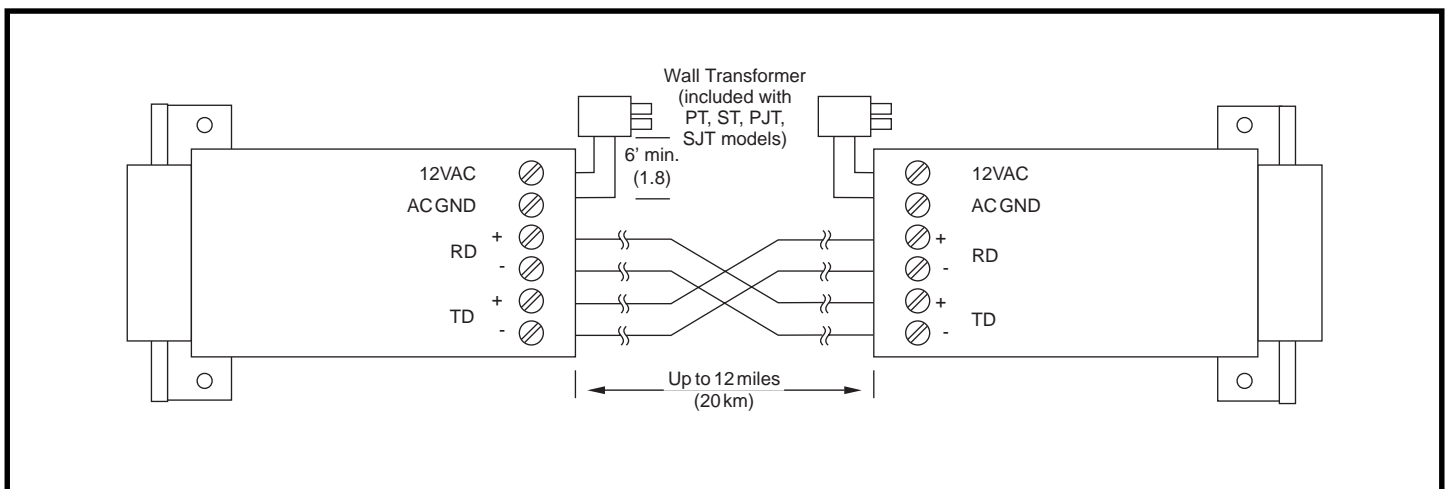 Wall Transformer
(included with
PT, ST, PJT,
SJT models)
6' min.
(1.8)
12VAC
AC GND
+
RD
-
+
TD
-
12VAC
AC GND
+
RD
-
+
TD
-
Up to 12 miles
(20 km)